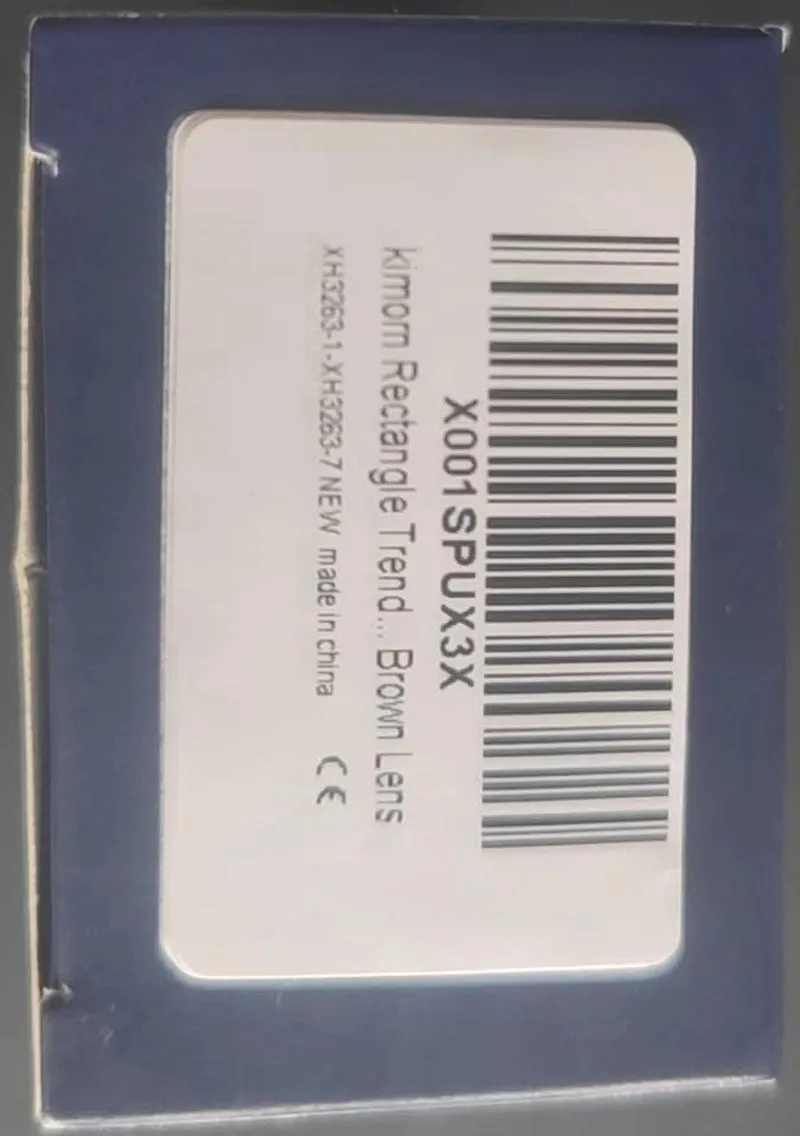 X001SPUX3X
kimorn Rectangle Trend... Brown Lens
XH3263-1-XH3263-7 NEW made in china CE